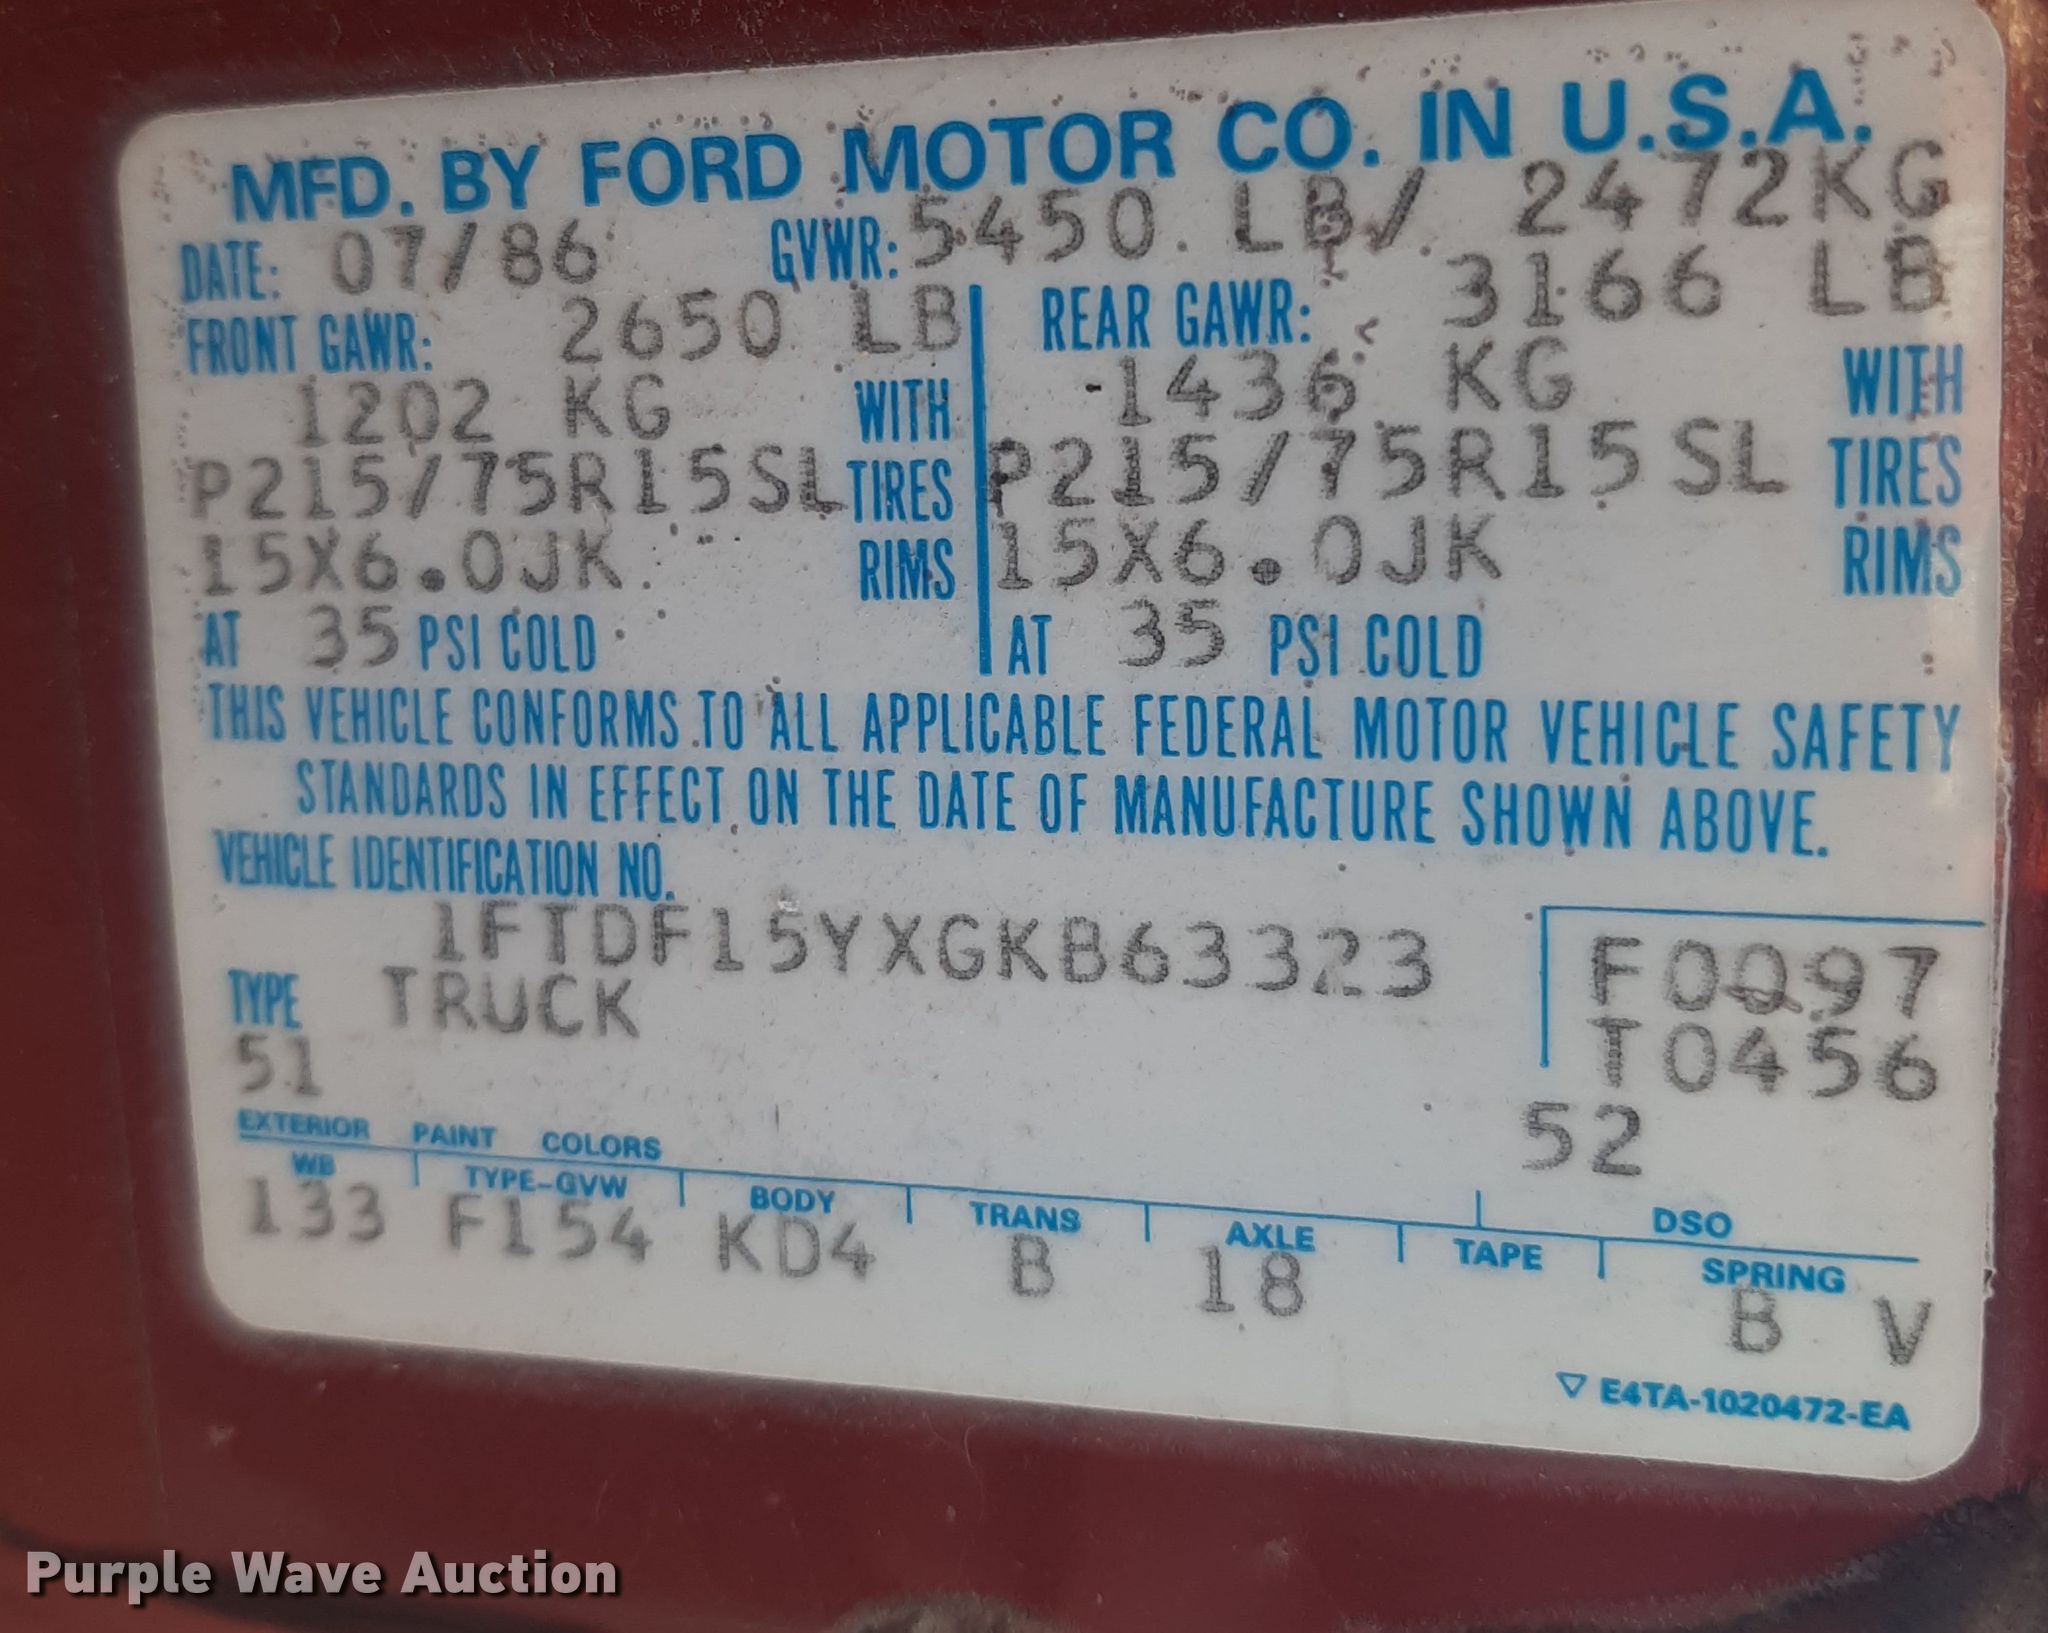 MFD. BY FORD MOTOR CO. IN U.S.A.
DATE: 07/86 GVWR: 5450 LB/ 2472KG
FRONT GAWR: 2650 LB REAR GAWR: 3166 LB
1202 KG WITH 1436 KG WITH
P215/75R15SL TIRES P215/75R15SL TIRES
15X6.0JK RIMS 15X6.0JK RIMS
AT 35 PSI COLD AT 35 PSI COLD
THIS VEHICLE CONFORMS TO ALL APPLICABLE FEDERAL MOTOR VEHICLE SAFETY
STANDARDS IN EFFECT ON THE DATE OF MANUFACTURE SHOWN ABOVE.
VEHICLE IDENTIFICATION NO.
1FTDF15YXGKB63323 F0097
TYPE TRUCK T0456
51 52
EXTERIOR PAINT COLORS DSO
WB TYPE-GVW BODY TRANS AXLE TAPE SPRING
133 F154 KD4 B 18 B V
▽ E4TA-1020472-EA
Purple Wave Auction